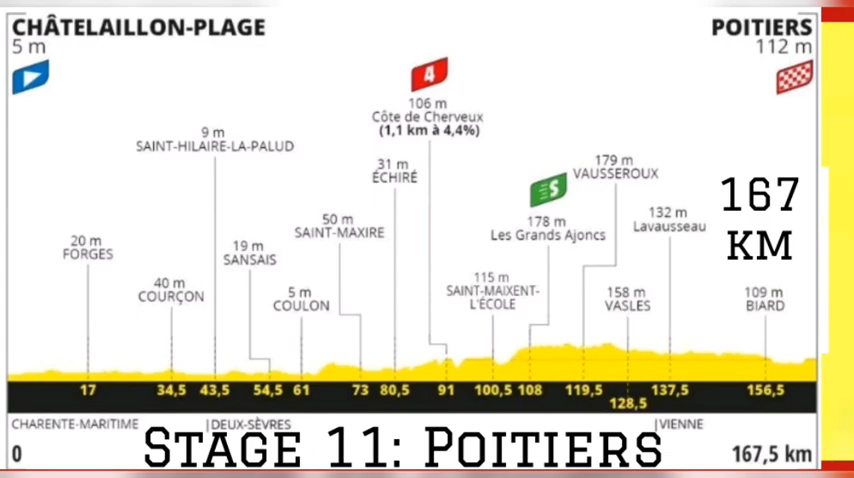 CHÂTELAILLON-PLAGE
5 m
POITIERS
112 m
4
106 m
Côte de Cherveux
(1,1 km à 4,4%)
9 m
SAINT-HILAIRE-LA-PALUD
31 m
ÉCHIRÉ
179 m
VAUSSEROUX
S
167
KM
50 m
SAINT-MAXIRE
178 m
Les Grands Ajoncs
132 m
Lavausseau
20 m
FORGES
19 m
SANSAIS
40 m
COURÇON
5 m
COULON
115 m
SAINT-MAIXENT-
L'ÉCOLE
158 m
VASLES
109 m
BIARD
17 34,5 43,5 54,5 61 73 80,5 91 100,5 108 119,5 128,5 137,5 156,5
CHARENTE-MARITIME |DEUX-SÈVRES |VIENNE
STAGE 11: POITIERS
0 167,5 km